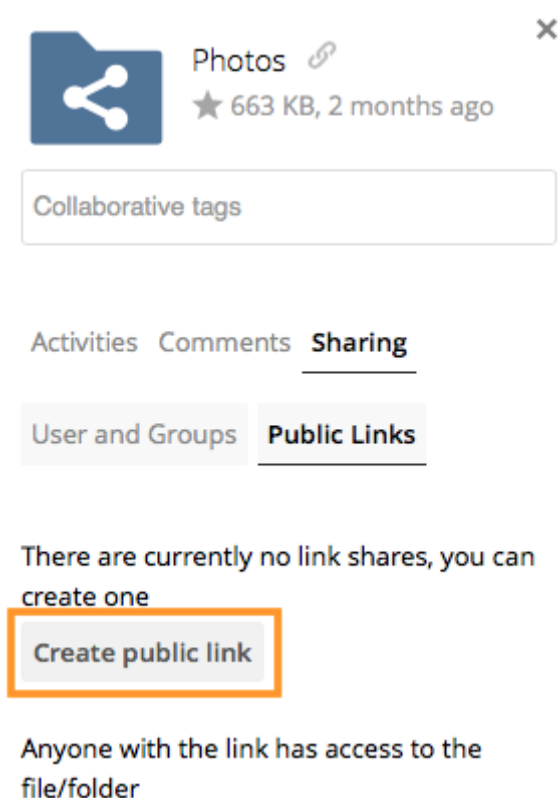 Photos
663 KB, 2 months ago
Collaborative tags
Activities Comments Sharing
User and Groups Public Links
There are currently no link shares, you can
create one
Create public link
Anyone with the link has access to the
file/folder